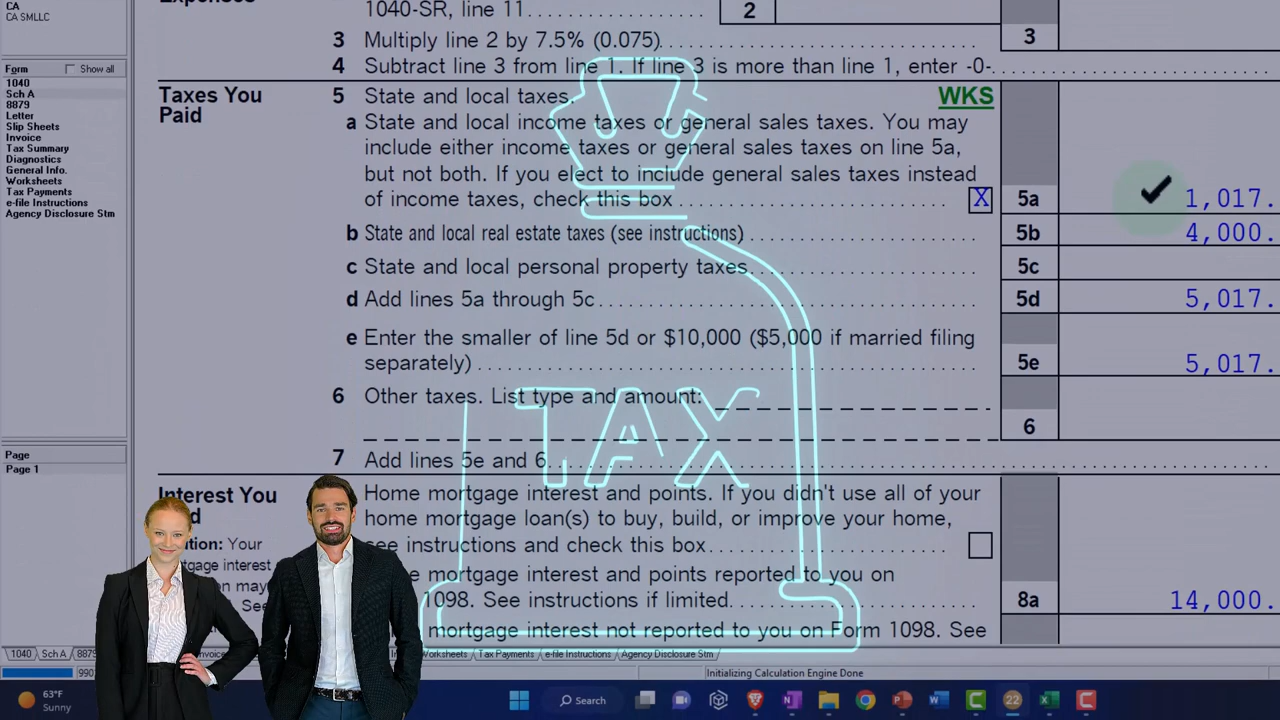 CA
CA SMLLC
Form Show all
1040
Sch A
8879
Letter
Slip Sheets
Invoice
Tax Summary
Diagnostics
General Info.
Worksheets
Tax Payments
e-file Instructions
Agency Disclosure Stm
Page
Page 1
1040-SR, line 11 2
3 Multiply line 2 by 7.5% (0.075) 3
4 Subtract line 3 from line 1. If line 3 is more than line 1, enter -0-
Taxes You
Paid
5 State and local taxes. WKS
a State and local income taxes or general sales taxes. You may
include either income taxes or general sales taxes on line 5a,
but not both. If you elect to include general sales taxes instead
of income taxes, check this box X 5a 1,017.
b State and local real estate taxes (see instructions) 5b 4,000.
c State and local personal property taxes 5c
d Add lines 5a through 5c 5d 5,017.
e Enter the smaller of line 5d or $10,000 ($5,000 if married filing
separately) 5e 5,017.
6 Other taxes. List type and amount:
6
7 Add lines 5e and 6
TAX
Interest You
Your
mortgage interest and points. If you didn't use all of your
home mortgage loan(s) to buy, build, or improve your home,
see instructions and check this box
mortgage interest and points reported to you on
1098. See instructions if limited 8a 14,000.
mortgage interest not reported to you on Form 1098. See
1040 Sch A Tax Payments e-file Instructions Agency Disclosure Stm
Initializing Calculation Engine Done
63°F
Sunny
Search
22